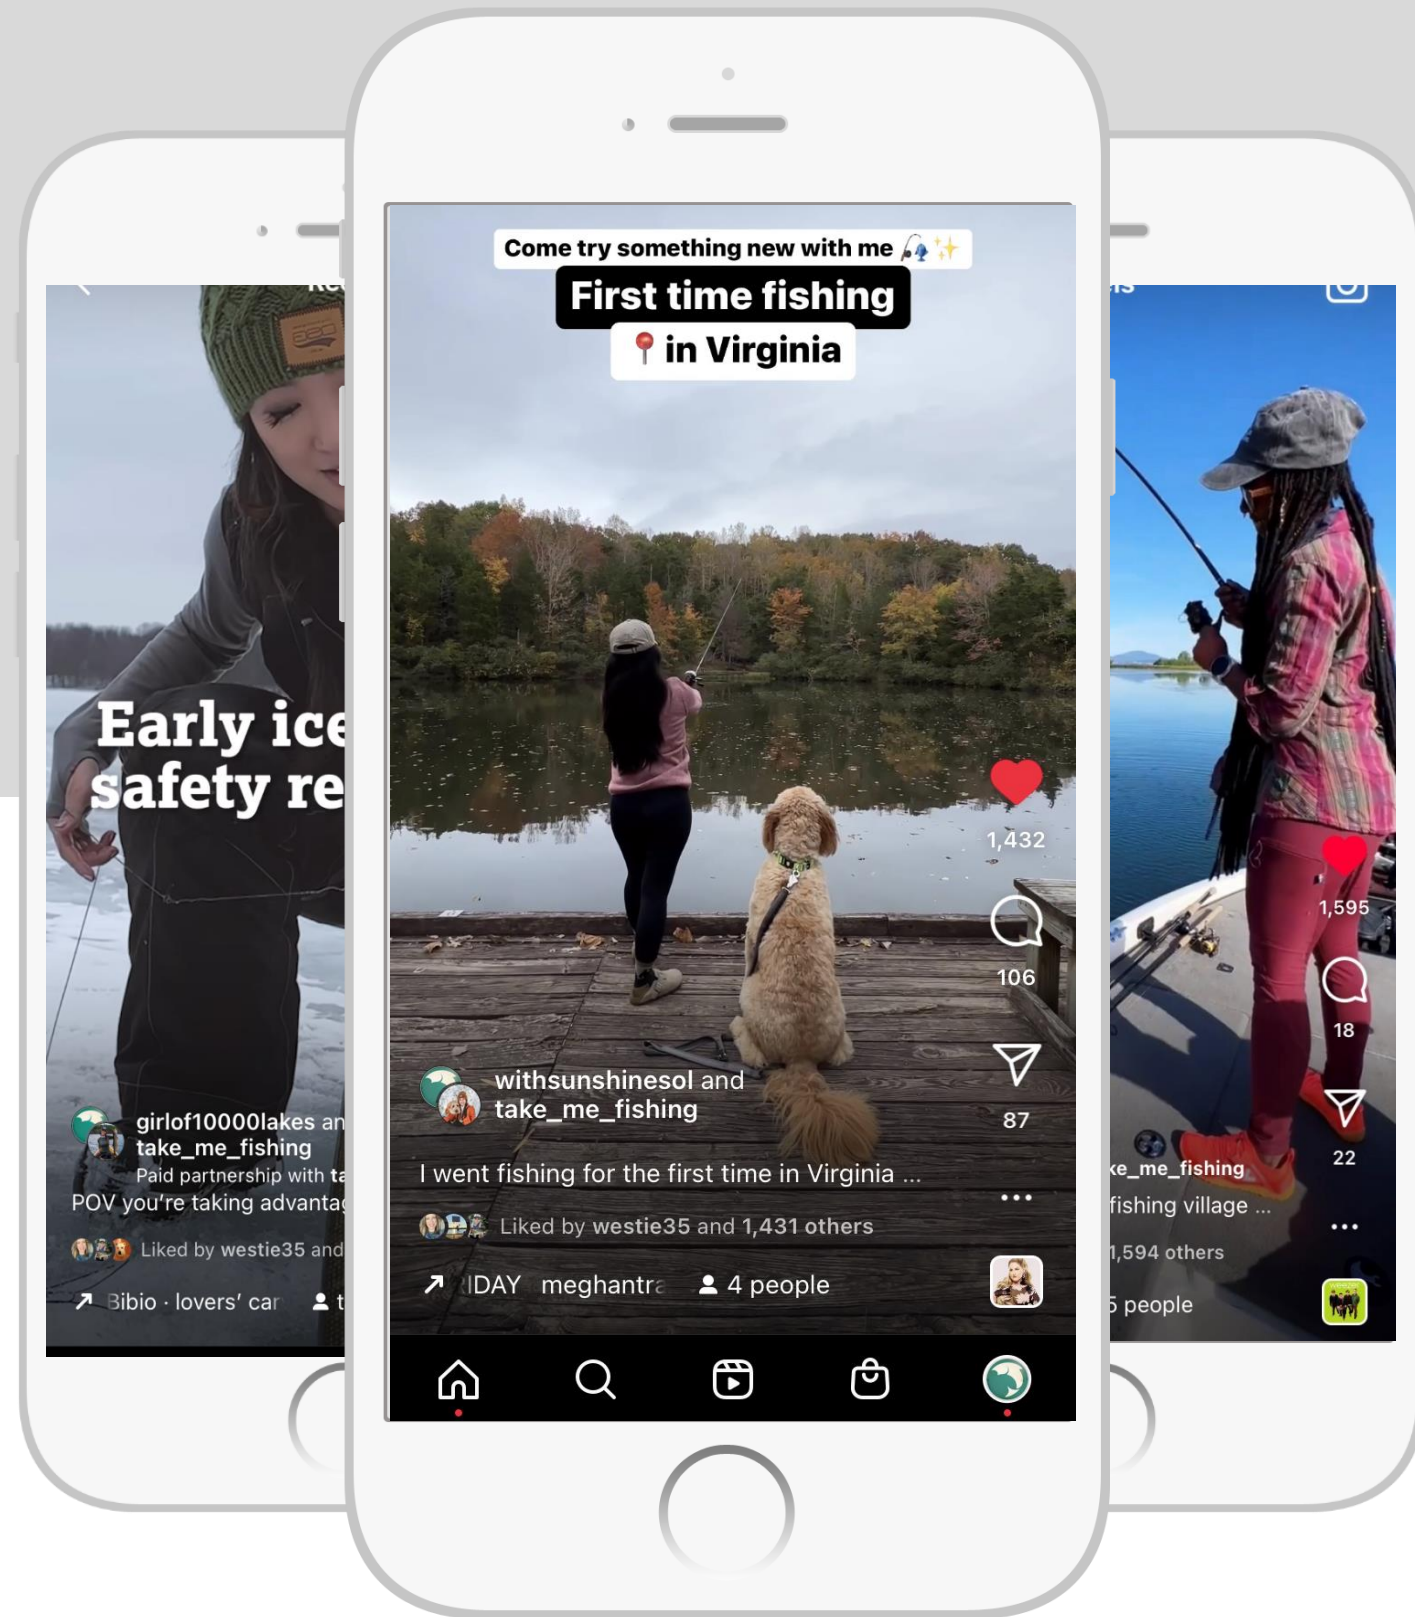 Come try something new with me
First time fishing
in Virginia
1,432
106
87
withsunshinesol and
take_me_fishing
I went fishing for the first time in Virginia ...
Liked by westie35 and 1,431 others
IDAY meghantra
4 people
Early ice
safety re
girlof10000lakes an
take_me_fishing
Paid partnership with ta
POV you're taking advantag
Liked by westie35 and
Bibio · lovers' car
t
1,595
18
22
ke_me_fishing
fishing village ...
1,594 others
5 people